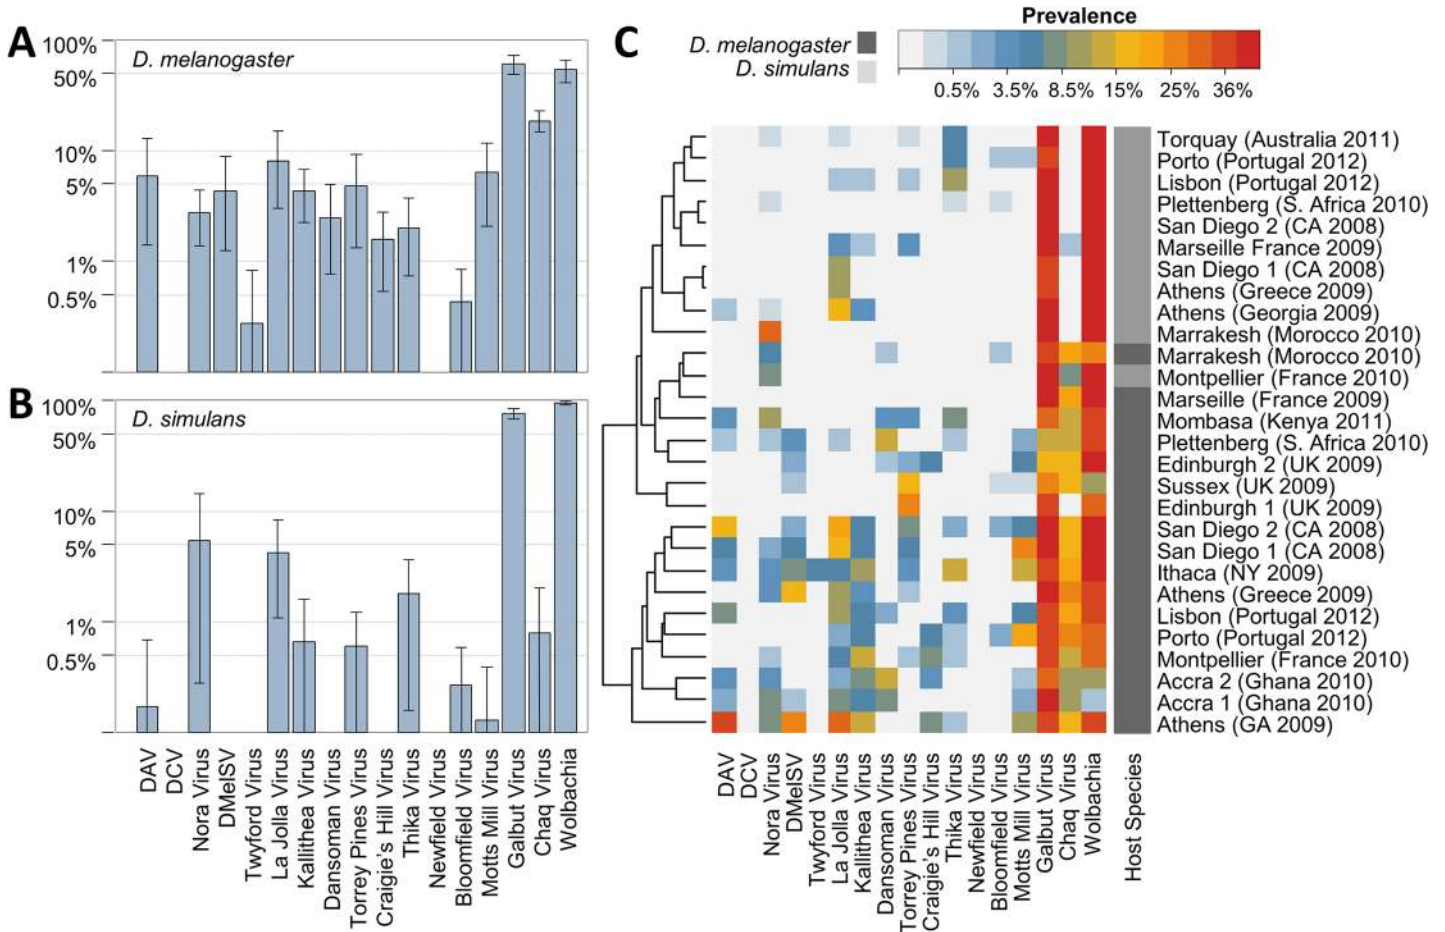 A
D. melanogaster
100%
50%
10%
5%
1%
0.5%
B
D. simulans
100%
50%
10%
5%
1%
0.5%
DAV
DCV
Nora Virus
DMelSV
Twyford Virus
La Jolla Virus
Kallithea Virus
Dansoman Virus
Torrey Pines Virus
Craigie's Hill Virus
Thika Virus
Newfield Virus
Bloomfield Virus
Motts Mill Virus
Galbut Virus
Chaq Virus
Wolbachia
C
D. melanogaster
D. simulans
Prevalence
0.5% 3.5% 8.5% 15% 25% 36%
Torquay (Australia 2011)
Porto (Portugal 2012)
Lisbon (Portugal 2012)
Plettenberg (S. Africa 2010)
San Diego 2 (CA 2008)
Marseille France 2009)
San Diego 1 (CA 2008)
Athens (Greece 2009)
Athens (Georgia 2009)
Marrakesh (Morocco 2010)
Marrakesh (Morocco 2010)
Montpellier (France 2010)
Marseille (France 2009)
Mombasa (Kenya 2011)
Plettenberg (S. Africa 2010)
Edinburgh 2 (UK 2009)
Sussex (UK 2009)
Edinburgh 1 (UK 2009)
San Diego 2 (CA 2008)
San Diego 1 (CA 2008)
Ithaca (NY 2009)
Athens (Greece 2009)
Lisbon (Portugal 2012)
Porto (Portugal 2012)
Montpellier (France 2010)
Accra 2 (Ghana 2010)
Accra 1 (Ghana 2010)
Athens (GA 2009)
DAV
DCV
Nora Virus
DMelSV
Twyford Virus
La Jolla Virus
Kallithea Virus
Dansoman Virus
Torrey Pines Virus
Craigie's Hill Virus
Thika Virus
Newfield Virus
Bloomfield Virus
Motts Mill Virus
Galbut Virus
Chaq Virus
Wolbachia
Host Species